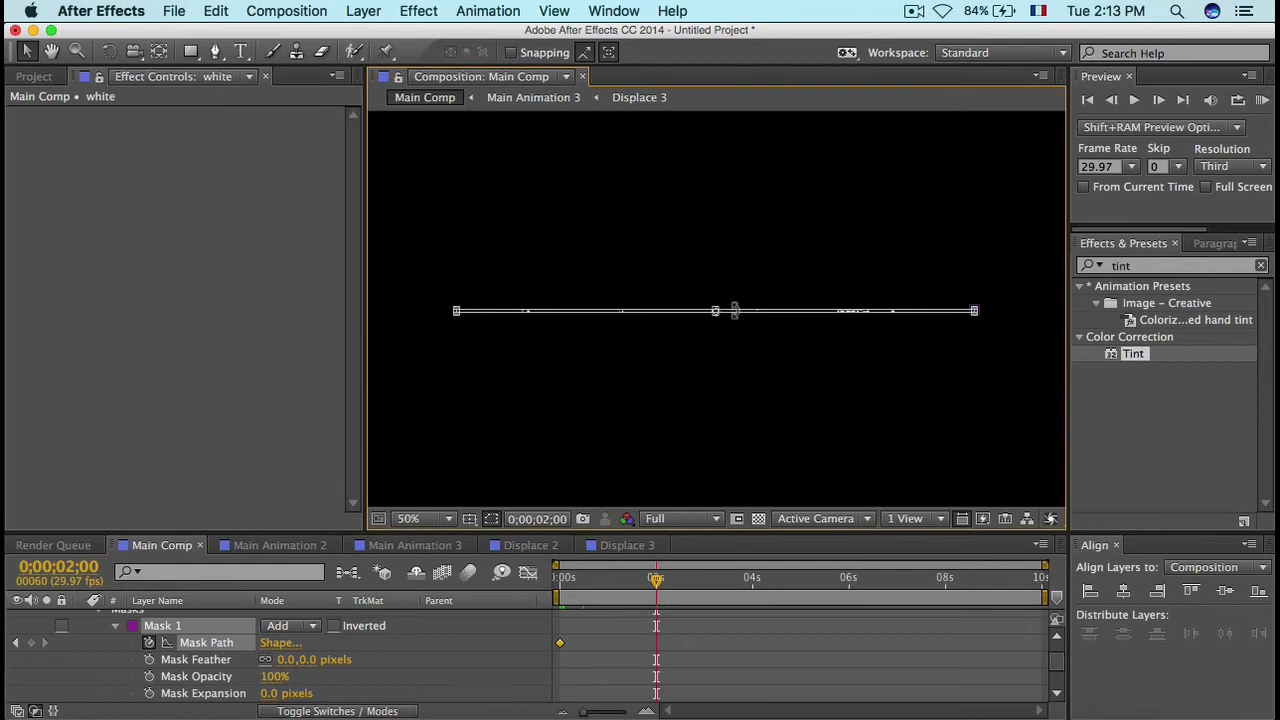 After Effects File Edit Composition Layer Effect Animation View Window Help 84% Tue 2:13 PM
Adobe After Effects CC 2014 - Untitled Project *
Snapping Workspace: Standard Search Help
Project Effect Controls: white Composition: Main Comp Preview
Main Comp • white Main Comp Main Animation 3 Displace 3
Shift+RAM Preview Opti...
Frame Rate Skip Resolution
29.97 0 Third
From Current Time Full Screen
Effects & Presets Paragra
tint
* Animation Presets
Image – Creative
Coloriz...ed hand tint
Color Correction
Tint
50% 0;00;02;00 Full Active Camera 1 View
Render Queue Main Comp Main Animation 2 Main Animation 3 Displace 2 Displace 3 Align
0;00;02;00 Align Layers to: Composition
00060 (29.97 fps) :00s 04s 06s 08s 10s
# Layer Name Mode T TrkMat Parent
Distribute Layers:
Masks
Mask 1 Add Inverted
Mask Path Shape...
Mask Feather 0.0,0.0 pixels
Mask Opacity 100%
Mask Expansion 0.0 pixels
Toggle Switches / Modes